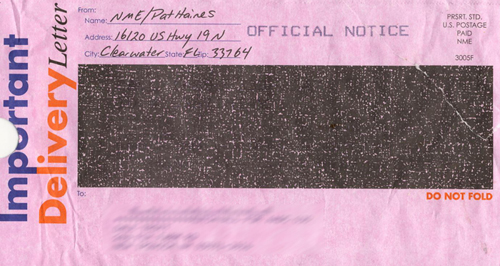 Important
Delivery Letter
From:
Name: NME/Pat Haines
Address: 16120 US Hwy 19 N
City: Clearwater State: FL Zip: 33764
OFFICIAL NOTICE
PRSRT. STD.
U.S. POSTAGE
PAID
NME
3005F
DO NOT FOLD
To: